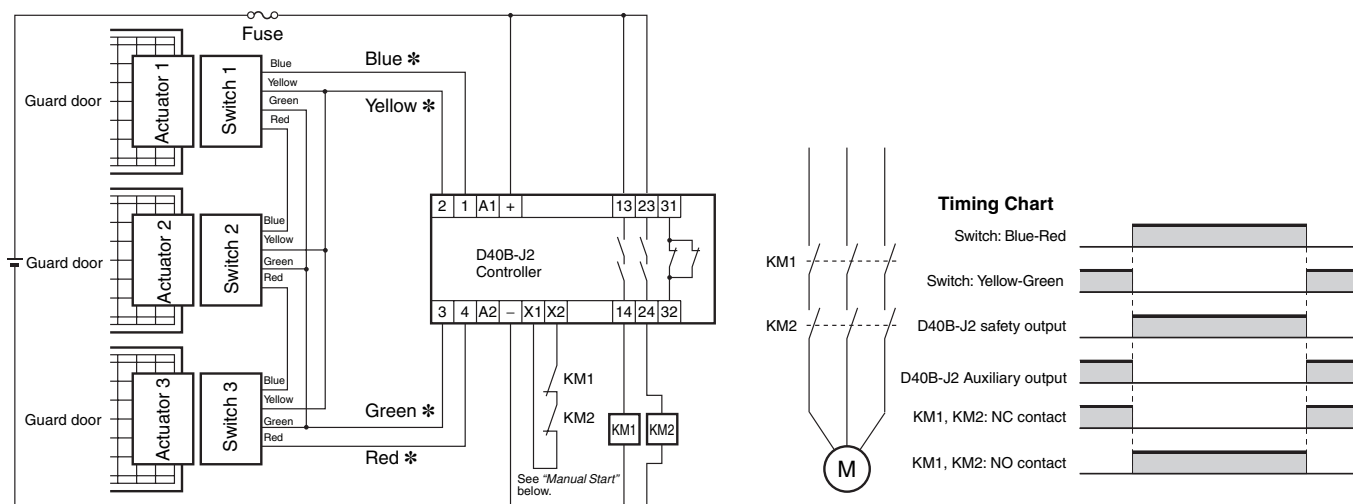 Fuse
Blue *
Yellow *
Guard door
Actuator 1
Switch 1
Blue
Yellow
Green
Red
Guard door
Actuator 2
Switch 2
Blue
Yellow
Green
Red
Guard door
Actuator 3
Switch 3
Blue
Yellow
Green
Red
Green *
Red *
2 1 A1 + 13 23 31
D40B-J2
Controller
3 4 A2 – X1 X2 14 24 32
KM1
KM2
KM1 KM2
See "Manual Start"
below.
KM1
KM2
M
Timing Chart
Switch: Blue-Red
Switch: Yellow-Green
D40B-J2 safety output
D40B-J2 Auxiliary output
KM1, KM2: NC contact
KM1, KM2: NO contact